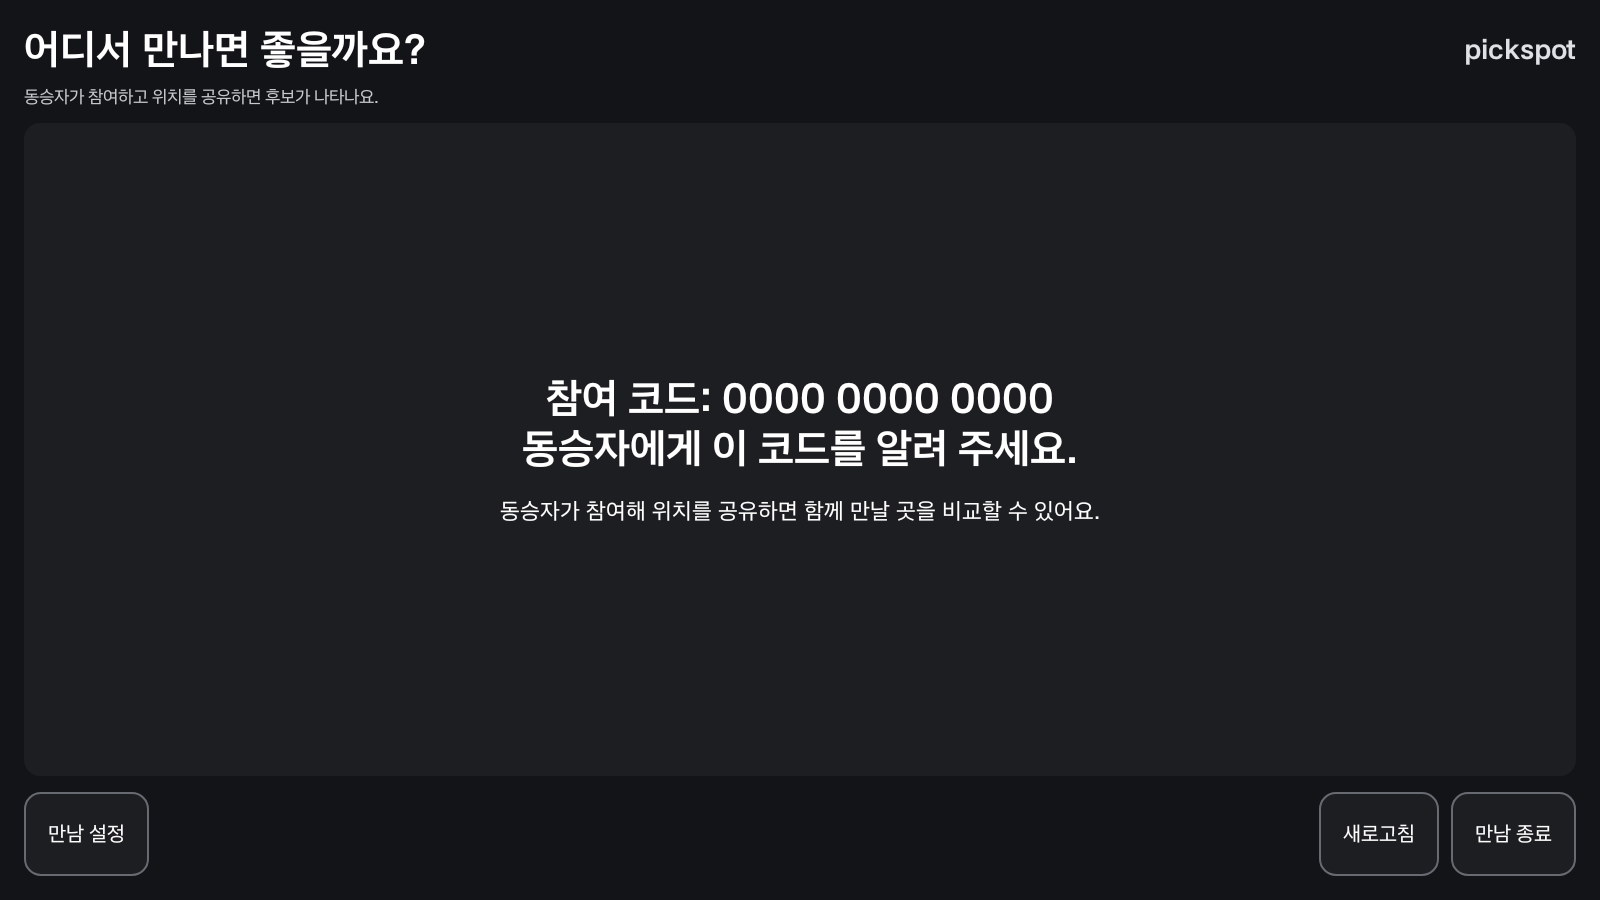 어디서 만나면 좋을까요?
pickspot
동승자가 참여하고 위치를 공유하면 후보가 나타나요.
참여 코드: 0000 0000 0000
동승자에게 이 코드를 알려 주세요.
동승자가 참여해 위치를 공유하면 함께 만날 곳을 비교할 수 있어요.
만남 설정
새로고침
만남 종료